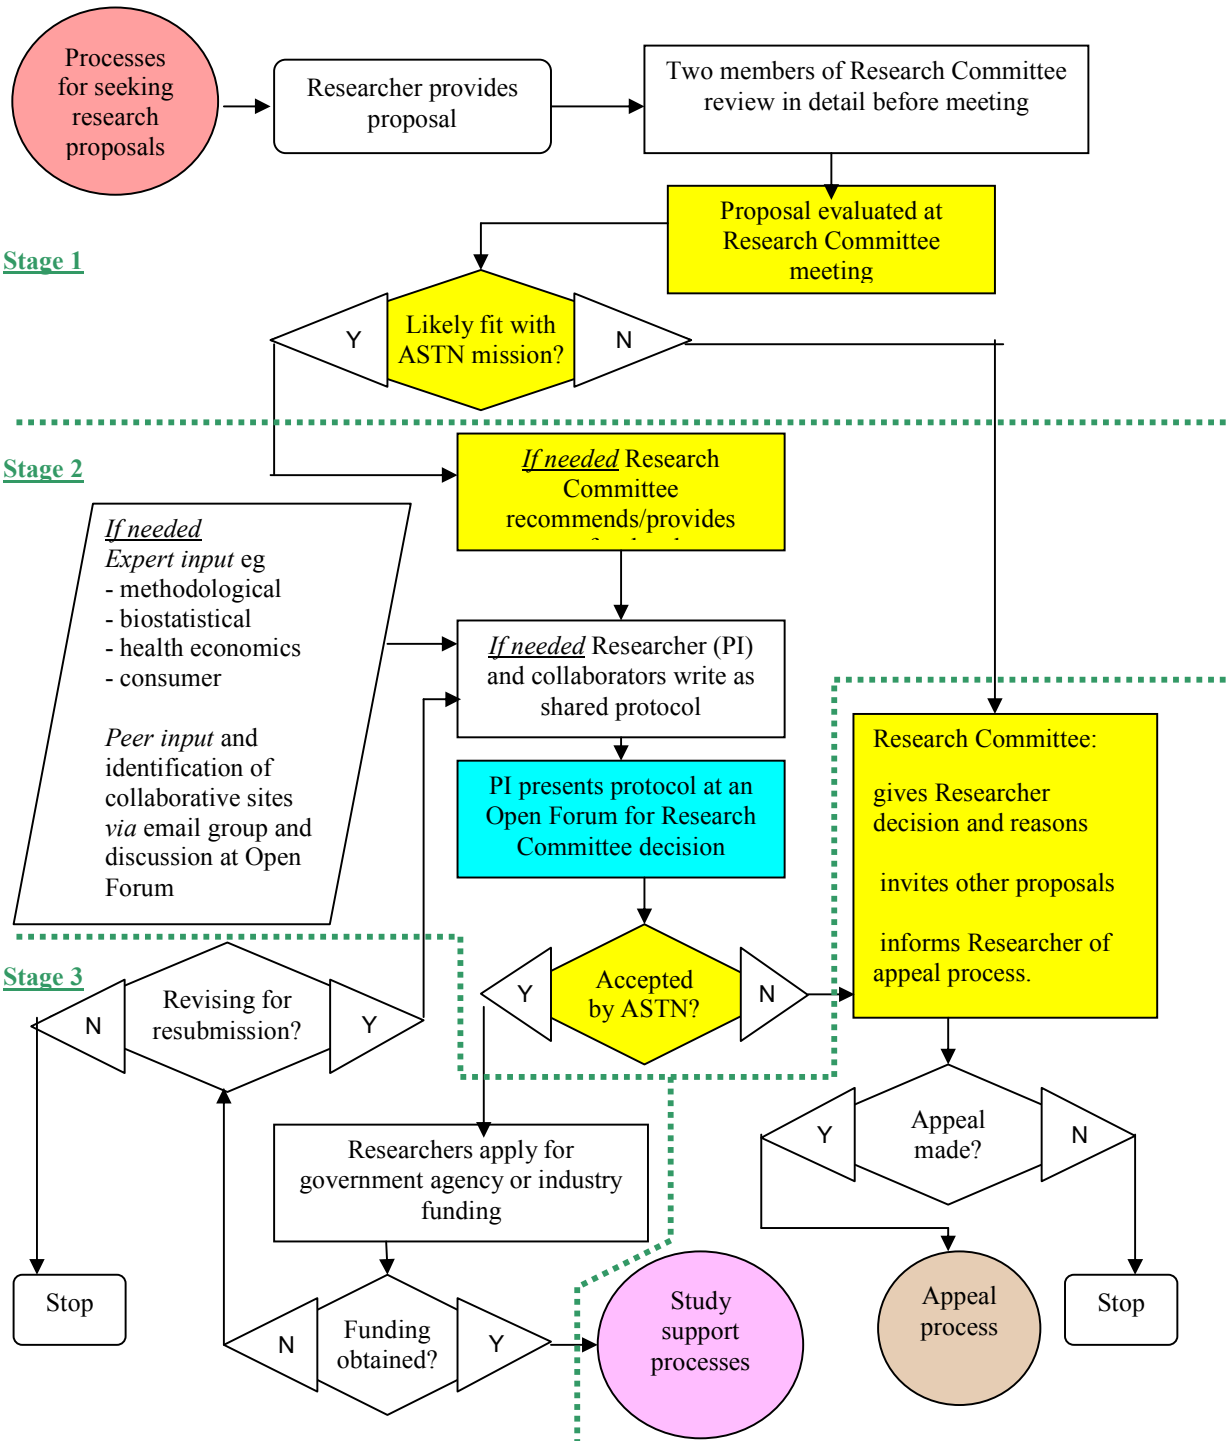 Processes
for seeking
research
proposals
Researcher provides
proposal
Two members of Research Committee
review in detail before meeting
Proposal evaluated at
Research Committee
meeting
Stage 1
Likely fit with
ASTN mission?
Y
N
Stage 2
If needed Research
Committee
recommends/provides
If needed
Expert input eg
- methodological
- biostatistical
- health economics
- consumer
Peer input and
identification of
collaborative sites
via email group and
discussion at Open
Forum
If needed Researcher (PI)
and collaborators write as
shared protocol
PI presents protocol at an
Open Forum for Research
Committee decision
Research Committee:
gives Researcher
decision and reasons
invites other proposals
informs Researcher of
appeal process.
Stage 3
N
Revising for
resubmission?
Y
Y
Accepted
by ASTN?
N
Y
Appeal
made?
N
Researchers apply for
government agency or industry
funding
Stop
N
Funding
obtained?
Y
Study
support
processes
Appeal
process
Stop